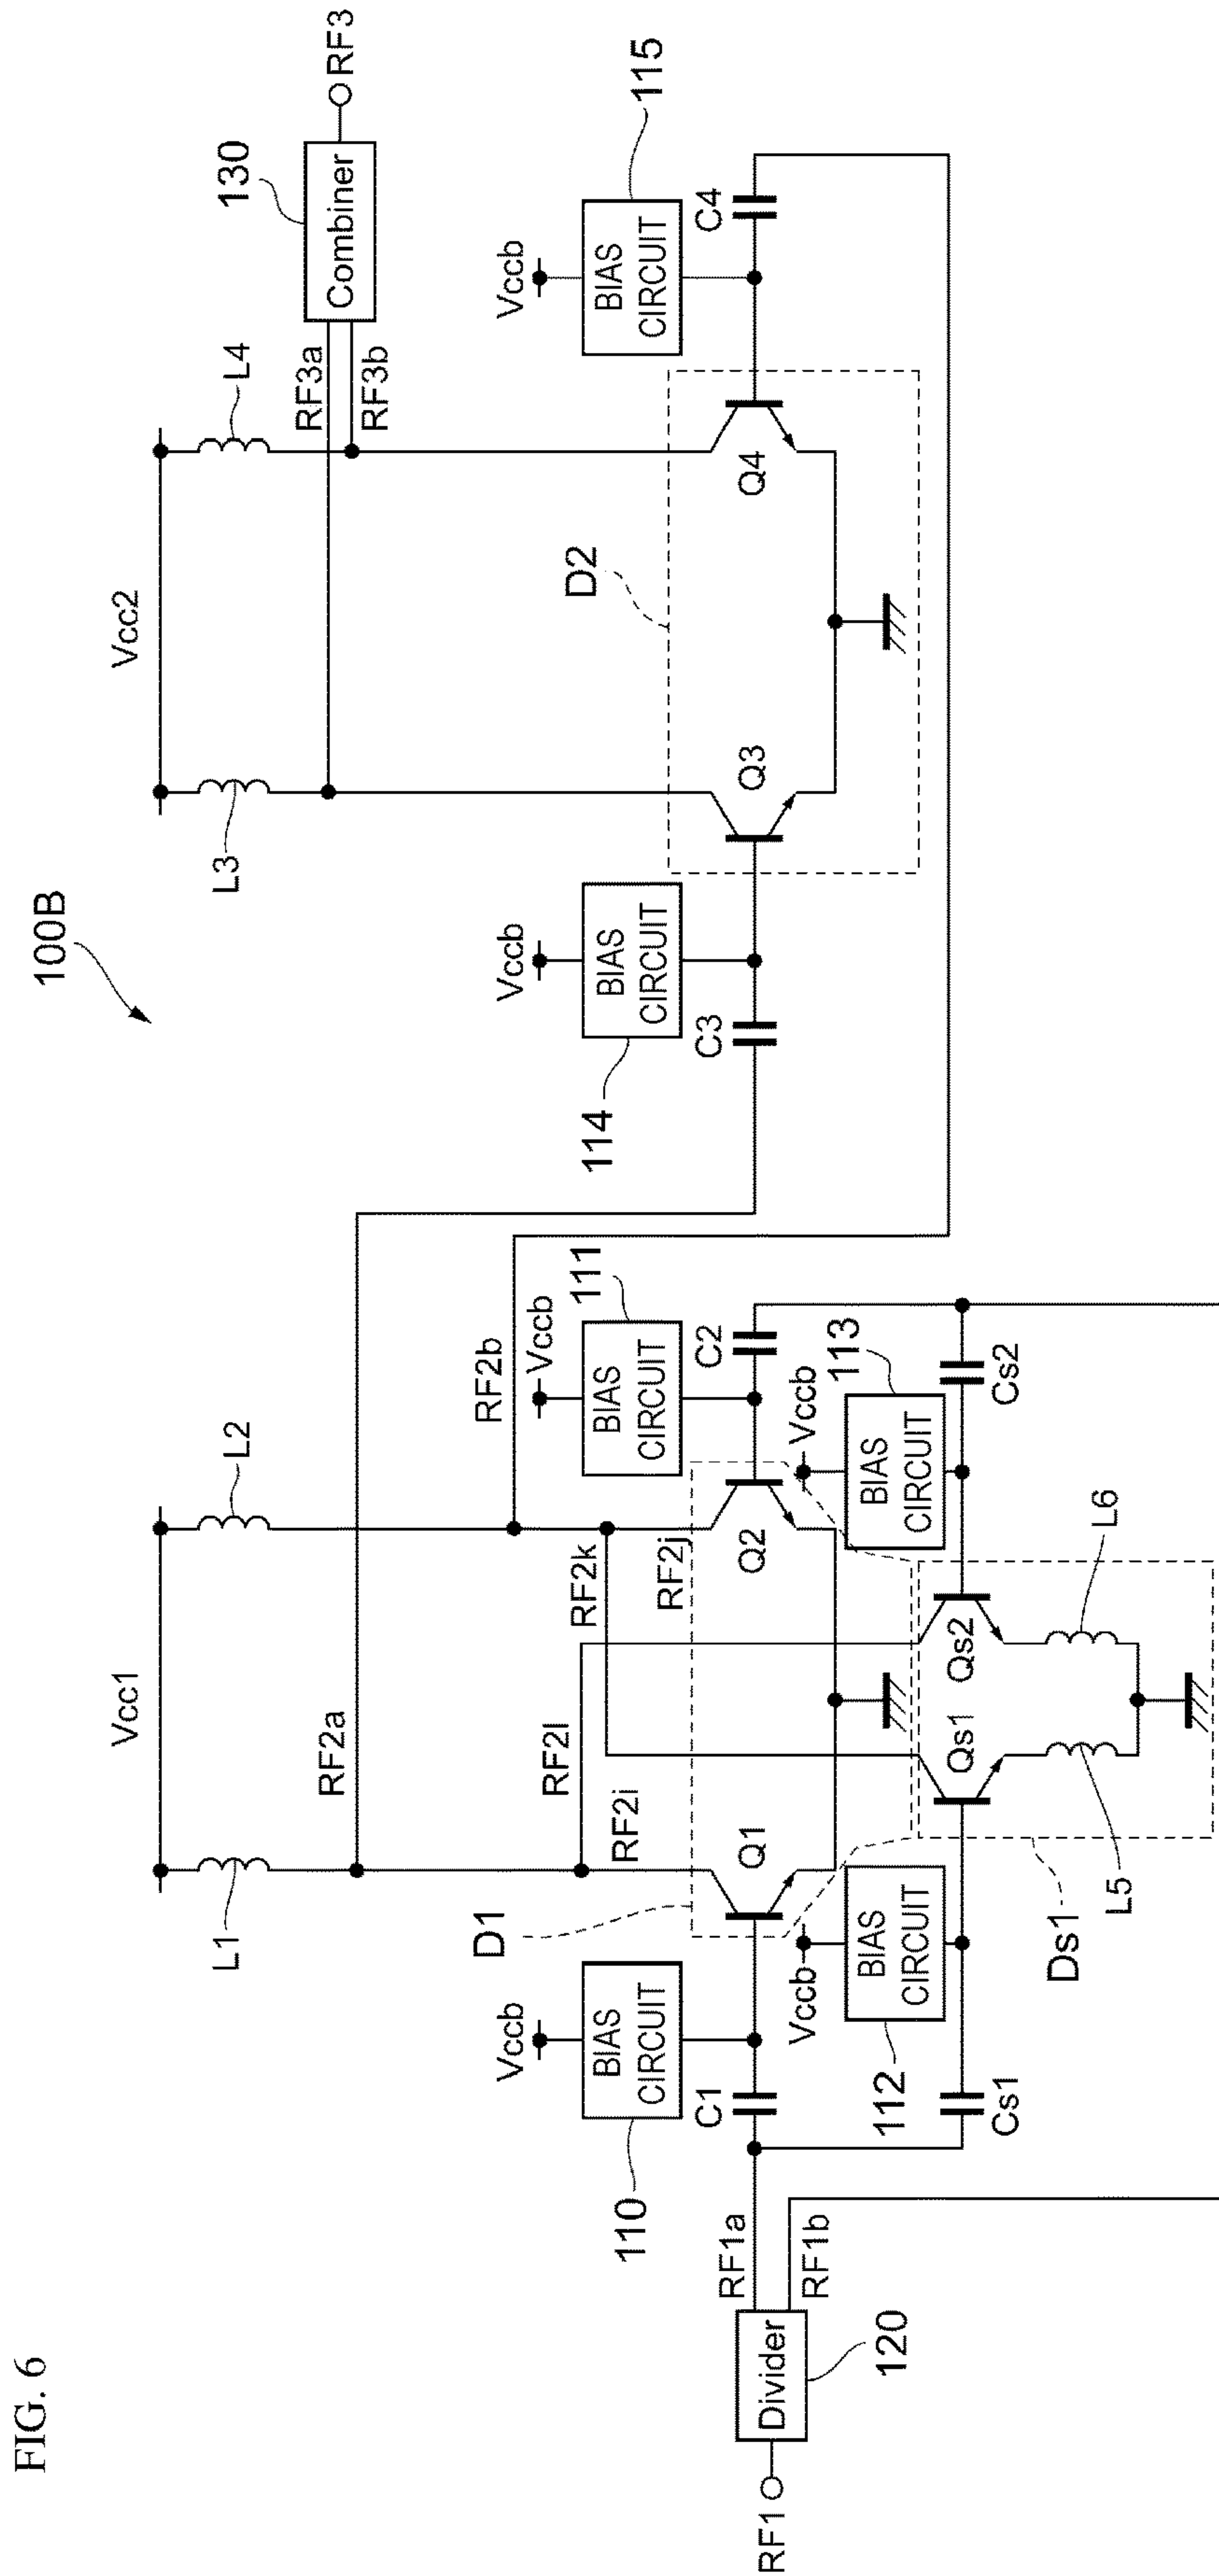 FIG. 6
100B
Vcc1
Vcc2
L1
L2
L3
L4
RF2a
RF2b
RF3a
RF3b
Combiner
130
RF3
RF2l
RF2i
RF2k
RF2j
Vccb
BIAS
CIRCUIT
110
D1
Q1
Q2
Vccb
BIAS
CIRCUIT
111
C1
C2
Vccb
BIAS
CIRCUIT
114
C3
D2
Q3
Q4
Vccb
BIAS
CIRCUIT
115
C4
RF1
Divider
120
RF1a
RF1b
Vccb
BIAS
CIRCUIT
112
Cs1
Qs1
Qs2
Vccb
BIAS
CIRCUIT
113
Cs2
Ds1
L5
L6